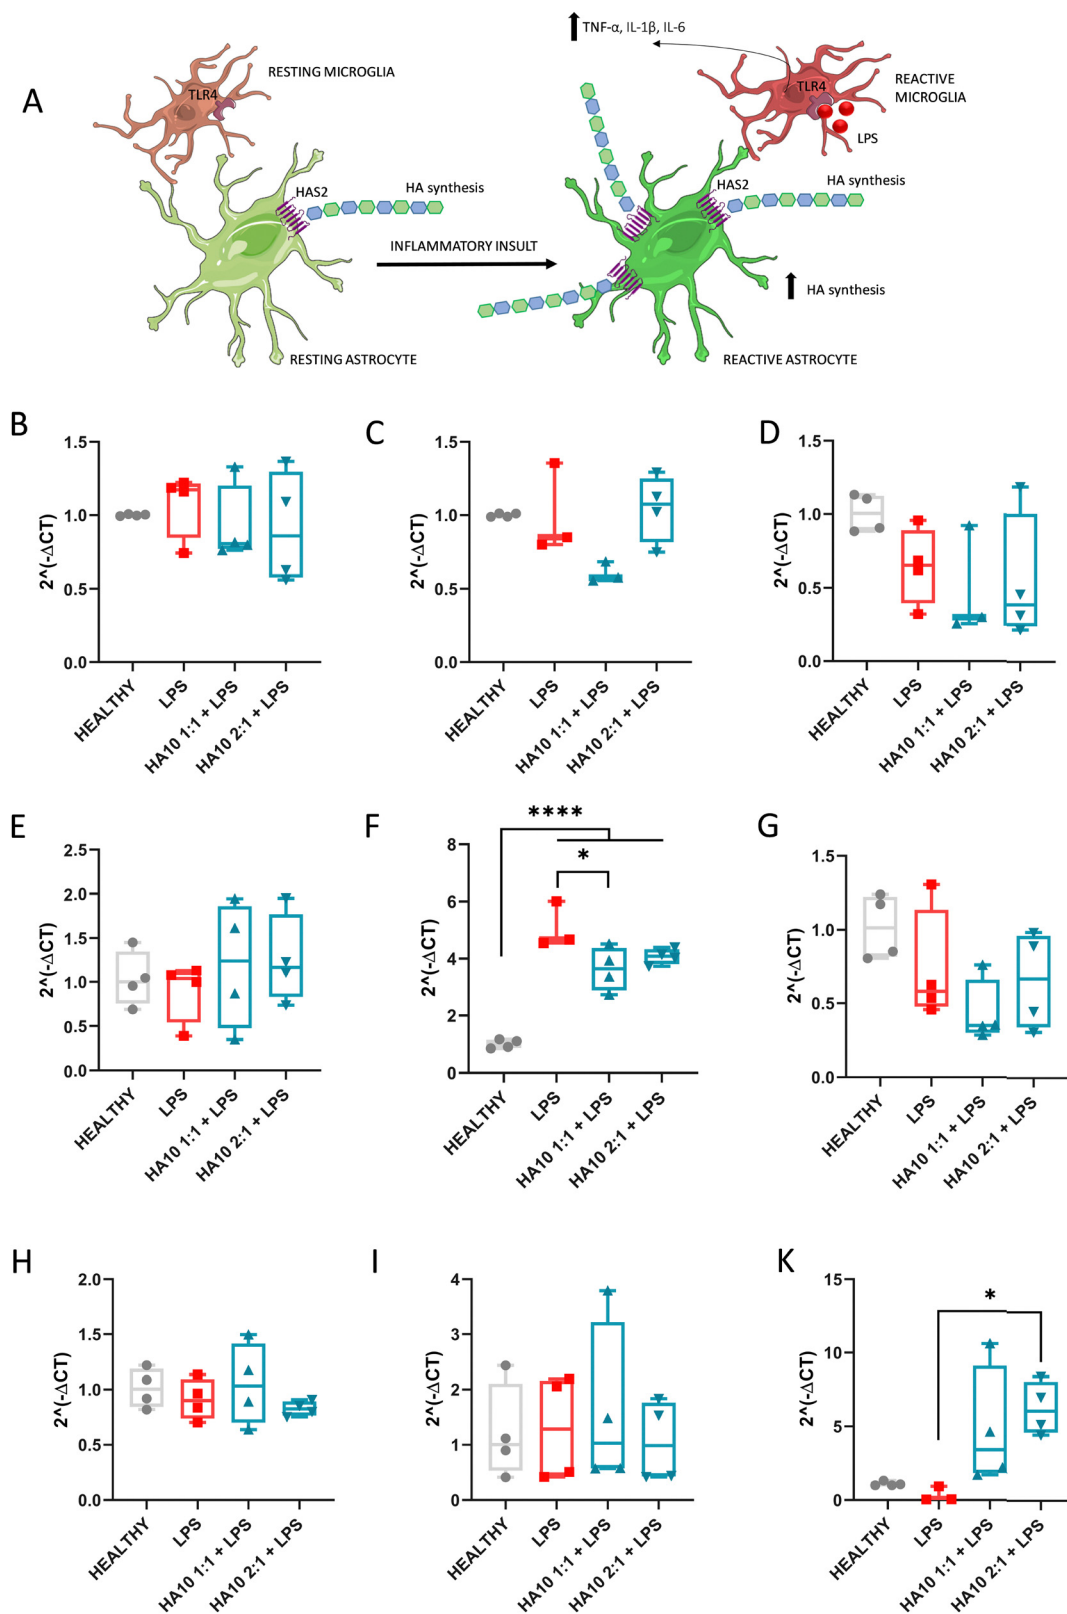 A
↑ TNF-α, IL-1β, IL-6
RESTING MICROGLIA
TLR4
TLR4
REACTIVE
MICROGLIA
LPS
HAS2
HA synthesis
HAS2
HA synthesis
INFLAMMATORY INSULT
↑ HA synthesis
RESTING ASTROCYTE
REACTIVE ASTROCYTE
B
2^(-ΔCT)
1.5
1.0
0.5
0.0
HEALTHY
LPS
HA10 1:1 + LPS
HA10 2:1 + LPS
C
2^(-ΔCT)
1.5
1.0
0.5
0.0
HEALTHY
LPS
HA10 1:1 + LPS
HA10 2:1 + LPS
D
2^(-ΔCT)
1.5
1.0
0.5
0.0
HEALTHY
LPS
HA10 1:1 + LPS
HA10 2:1 + LPS
E
2^(-ΔCT)
2.5
2.0
1.5
1.0
0.5
0.0
HEALTHY
LPS
HA10 1:1 + LPS
HA10 2:1 + LPS
F
2^(-ΔCT)
8
6
4
2
0
****
*
HEALTHY
LPS
HA10 1:1 + LPS
HA10 2:1 + LPS
G
2^(-ΔCT)
1.5
1.0
0.5
0.0
HEALTHY
LPS
HA10 1:1 + LPS
HA10 2:1 + LPS
H
2^(-ΔCT)
2.0
1.5
1.0
0.5
0.0
HEALTHY
LPS
HA10 1:1 + LPS
HA10 2:1 + LPS
I
2^(-ΔCT)
4
3
2
1
0
HEALTHY
LPS
HA10 1:1 + LPS
HA10 2:1 + LPS
K
2^(-ΔCT)
15
10
5
0
*
HEALTHY
LPS
HA10 1:1 + LPS
HA10 2:1 + LPS